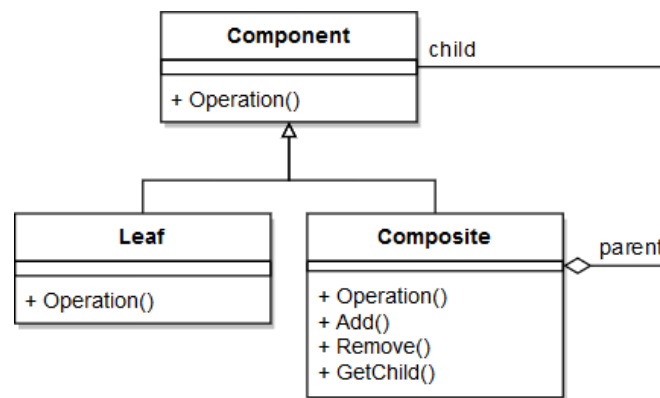 Component
child
+ Operation()
Leaf
Composite
parent
+ Operation()
+ Operation()
+ Add()
+ Remove()
+ GetChild()